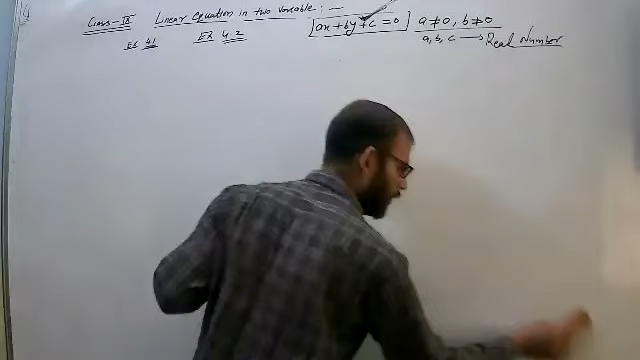 Class-IX Linear equation in two variable:- [ax+by+c=0] a≠0, b≠0
Ex 4.1 Ex 4.2 a, b, c → Real Number